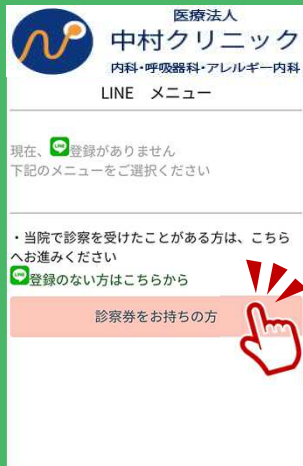 医療法人
中村クリニック
内科・呼吸器科・アレルギー内科
LINE　メニュー
現在、LINE登録がありません
下記のメニューをご選択ください
・当院で診察を受けたことがある方は、こちら
へお進みください
LINE登録のない方はこちらから
診察券をお持ちの方